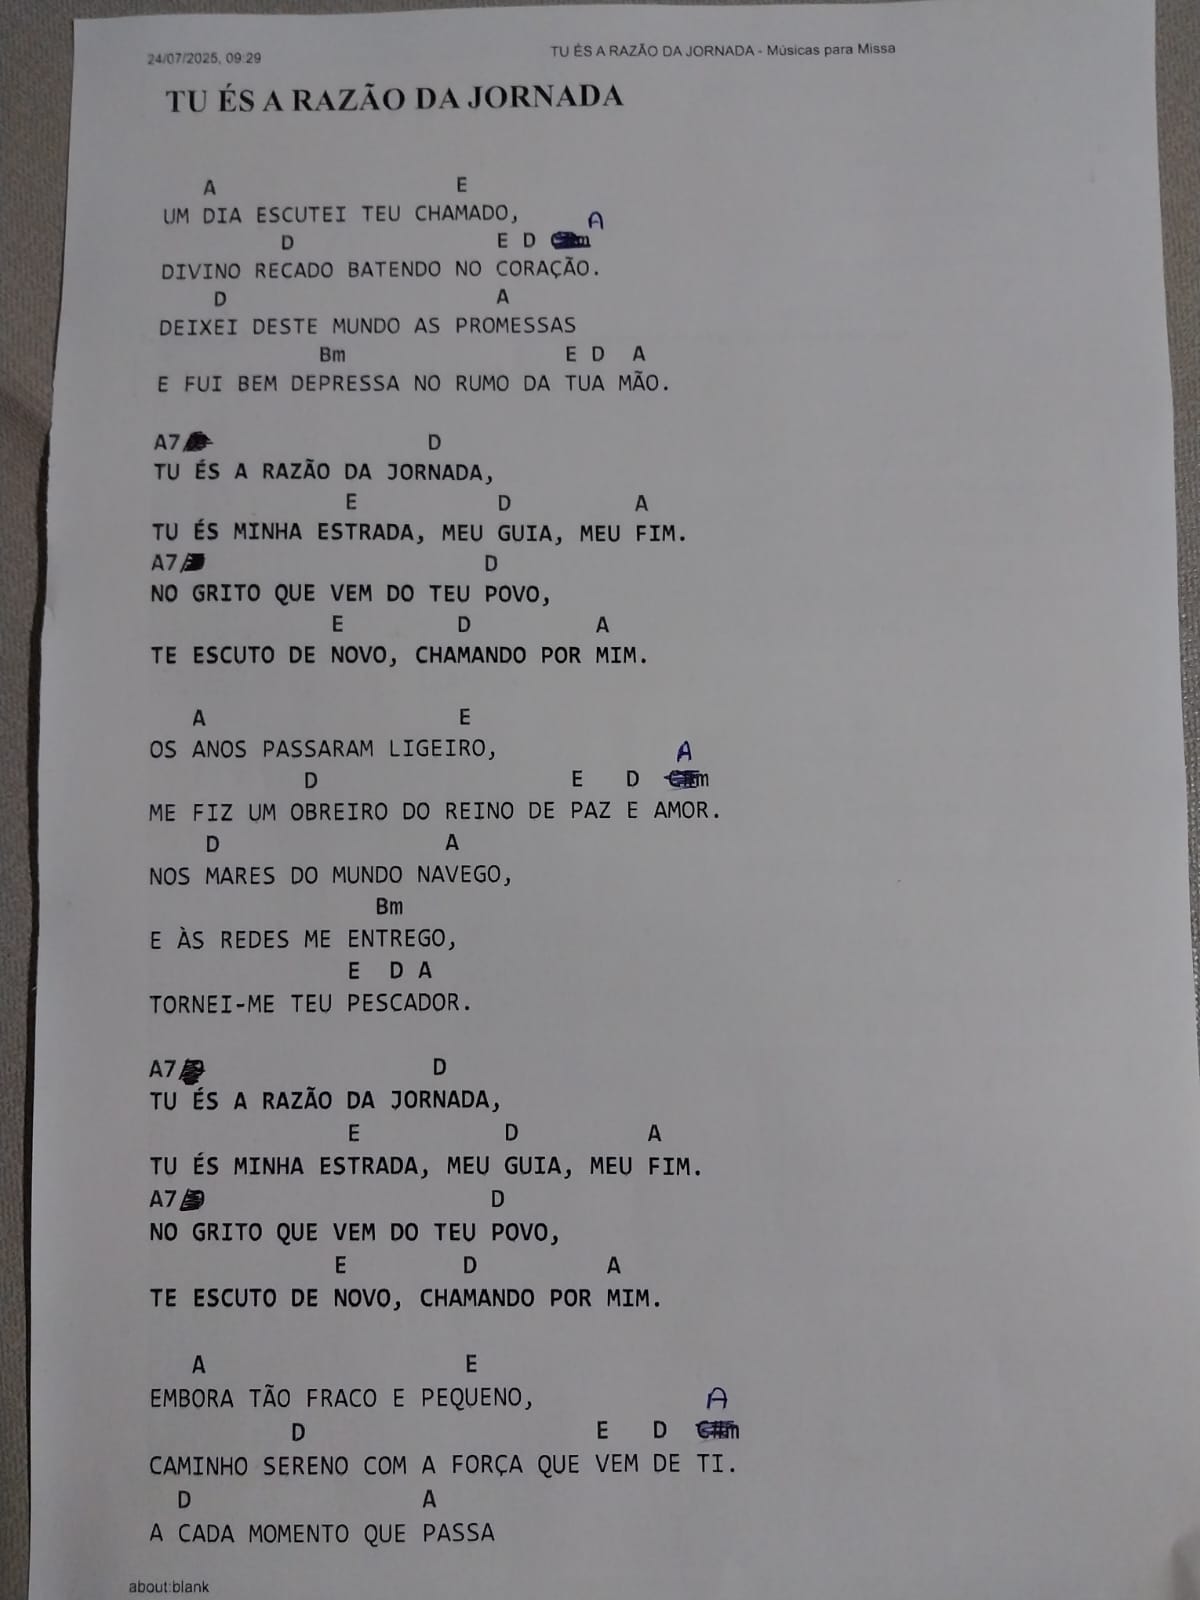 24/07/2025, 09:29 TU ÉS A RAZÃO DA JORNADA - Músicas para Missa
TU ÉS A RAZÃO DA JORNADA
A E
UM DIA ESCUTEI TEU CHAMADO,
A
D E D
DIVINO RECADO BATENDO NO CORAÇÃO.
D A
DEIXEI DESTE MUNDO AS PROMESSAS
Bm E D A
E FUI BEM DEPRESSA NO RUMO DA TUA MÃO.
A7 D
TU ÉS A RAZÃO DA JORNADA,
E D A
TU ÉS MINHA ESTRADA, MEU GUIA, MEU FIM.
A7 D
NO GRITO QUE VEM DO TEU POVO,
E D A
TE ESCUTO DE NOVO, CHAMANDO POR MIM.
A E
OS ANOS PASSARAM LIGEIRO,
A
D E D C#m
ME FIZ UM OBREIRO DO REINO DE PAZ E AMOR.
D A
NOS MARES DO MUNDO NAVEGO,
Bm
E ÀS REDES ME ENTREGO,
E D A
TORNEI-ME TEU PESCADOR.
A7 D
TU ÉS A RAZÃO DA JORNADA,
E D A
TU ÉS MINHA ESTRADA, MEU GUIA, MEU FIM.
A7 D
NO GRITO QUE VEM DO TEU POVO,
E D A
TE ESCUTO DE NOVO, CHAMANDO POR MIM.
A E
EMBORA TÃO FRACO E PEQUENO,
A
D E D C#m
CAMINHO SERENO COM A FORÇA QUE VEM DE TI.
D A
A CADA MOMENTO QUE PASSA
about:blank